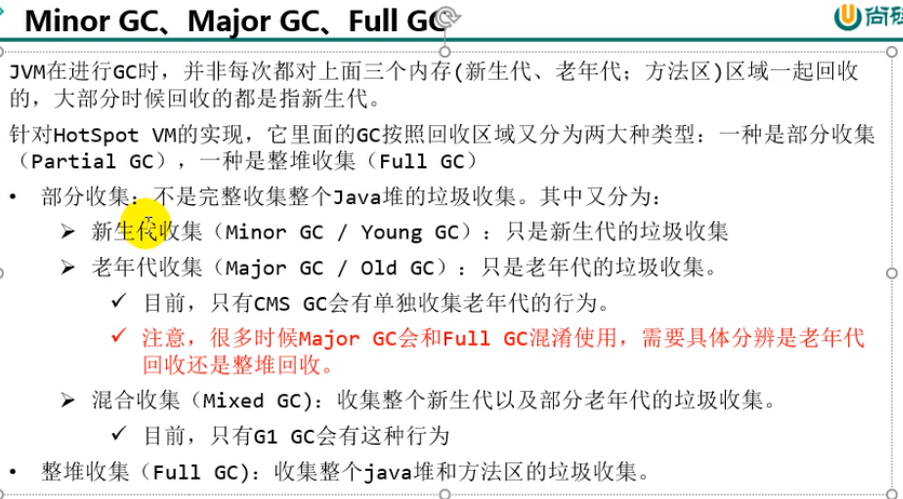 Minor GC、Major GC、Full GC
尚硅
JVM在进行GC时，并非每次都对上面三个内存(新生代、老年代；方法区)区域一起回收
的，大部分时候回收的都是指新生代。
针对HotSpot VM的实现，它里面的GC按照回收区域又分为两大种类型：一种是部分收集
（Partial GC），一种是整堆收集（Full GC）
• 部分收集：不是完整收集整个Java堆的垃圾收集。其中又分为：
➢ 新生代收集（Minor GC / Young GC）：只是新生代的垃圾收集
➢ 老年代收集（Major GC / Old GC）：只是老年代的垃圾收集。
✓ 目前，只有CMS GC会有单独收集老年代的行为。
✓ 注意，很多时候Major GC会和Full GC混淆使用，需要具体分辨是老年代
回收还是整堆回收。
➢ 混合收集（Mixed GC）：收集整个新生代以及部分老年代的垃圾收集。
✓ 目前，只有G1 GC会有这种行为
• 整堆收集（Full GC）：收集整个java堆和方法区的垃圾收集。